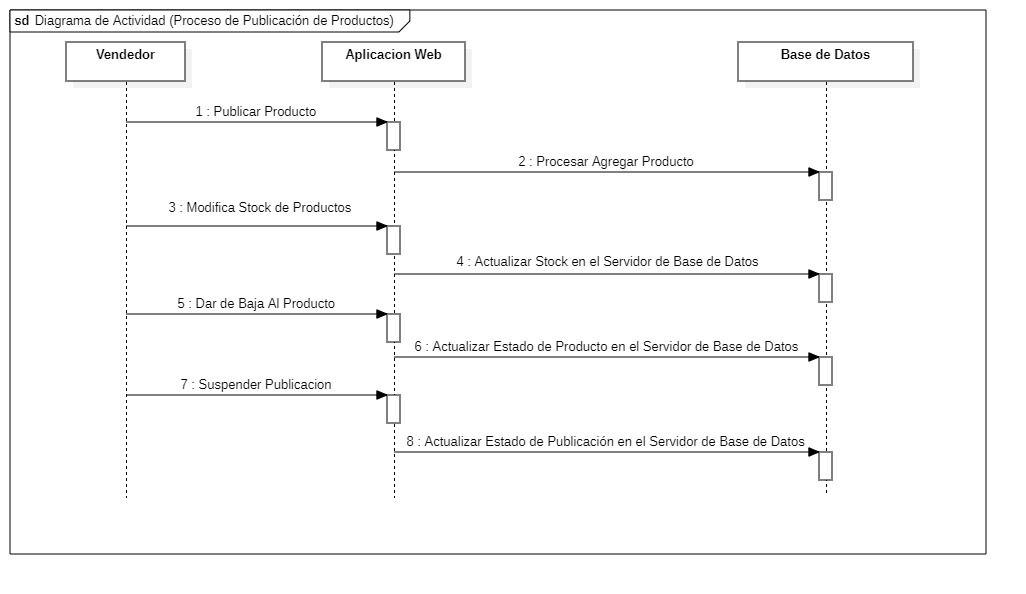 sd Diagrama de Actividad (Proceso de Publicación de Productos)
Vendedor
Aplicacion Web
Base de Datos
1 : Publicar Producto
2 : Procesar Agregar Producto
3 : Modifica Stock de Productos
4 : Actualizar Stock en el Servidor de Base de Datos
5 : Dar de Baja Al Producto
6 : Actualizar Estado de Producto en el Servidor de Base de Datos
7 : Suspender Publicacion
8 : Actualizar Estado de Publicación en el Servidor de Base de Datos